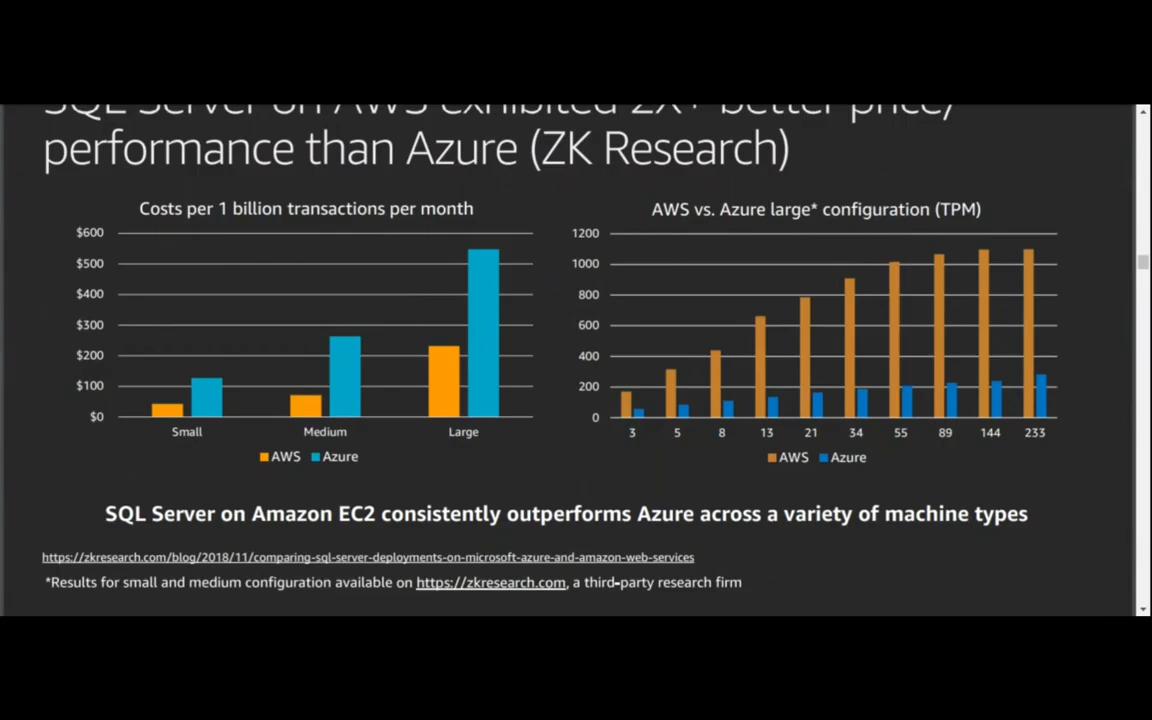 SQL Server on AWS exhibited 2X+ better price/
performance than Azure (ZK Research)
Costs per 1 billion transactions per month
$600
$500
$400
$300
$200
$100
$0
Small Medium Large
AWS Azure
AWS vs. Azure large* configuration (TPM)
1200
1000
800
600
400
200
0
3 5 8 13 21 34 55 89 144 233
AWS Azure
SQL Server on Amazon EC2 consistently outperforms Azure across a variety of machine types
https://zkresearch.com/blog/2018/11/comparing-sql-server-deployments-on-microsoft-azure-and-amazon-web-services
*Results for small and medium configuration available on https://zkresearch.com, a third-party research firm